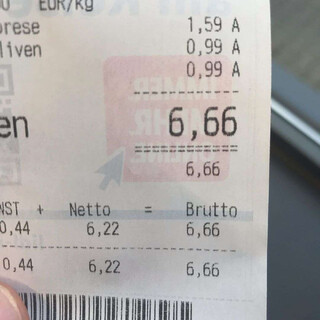 0 EUR/kg
prese 1,59 A
liven 0,99 A
0,99 A
en 6,66
6,66
NST + Netto = Brutto
0,44 6,22 6,66
0,44 6,22 6,66